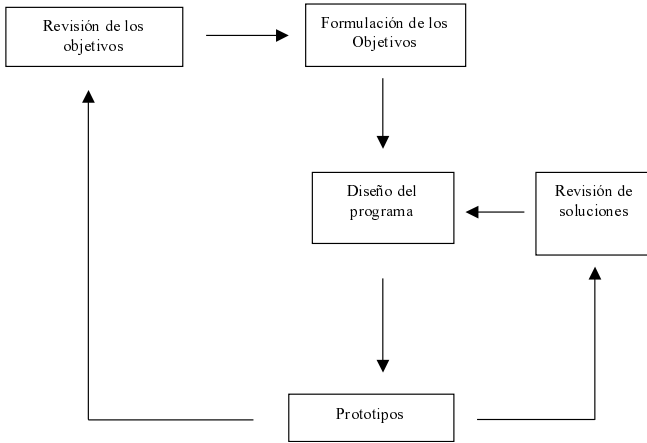 Revisión de los
objetivos
Formulación de los
Objetivos
Diseño del
programa
Revisión de
soluciones
Prototipos